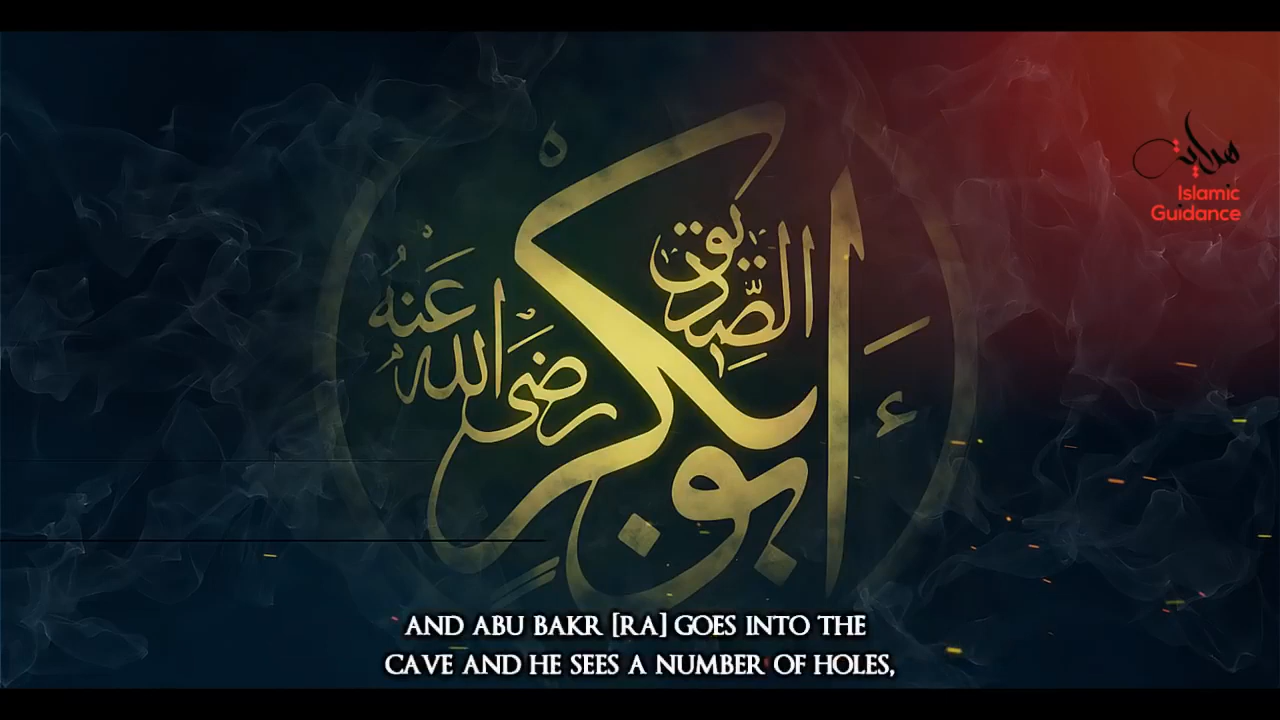 أبو بكر
الصديق
رضى الله عنه
هداية
Islamic
Guidance
AND ABU BAKR [RA] GOES INTO THE
CAVE AND HE SEES A NUMBER OF HOLES,